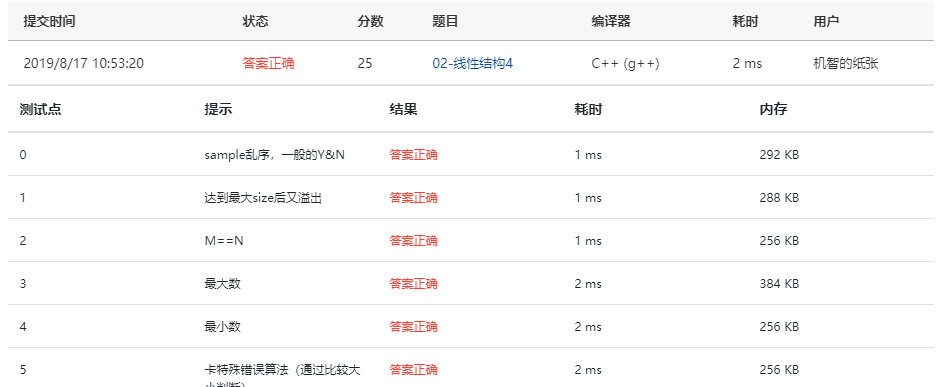 提交时间 状态 分数 题目 编译器 耗时 用户
2019/8/17 10:53:20 答案正确 25 02-线性结构4 C++ (g++) 2 ms 机智的纸张
测试点 提示 结果 耗时 内存
0 sample乱序，一般的Y&N 答案正确 1 ms 292 KB
1 达到最大size后又溢出 答案正确 1 ms 288 KB
2 M==N 答案正确 1 ms 256 KB
3 最大数 答案正确 2 ms 384 KB
4 最小数 答案正确 2 ms 256 KB
5 卡特殊错误算法（通过比较大 答案正确 2 ms 256 KB
小判断）